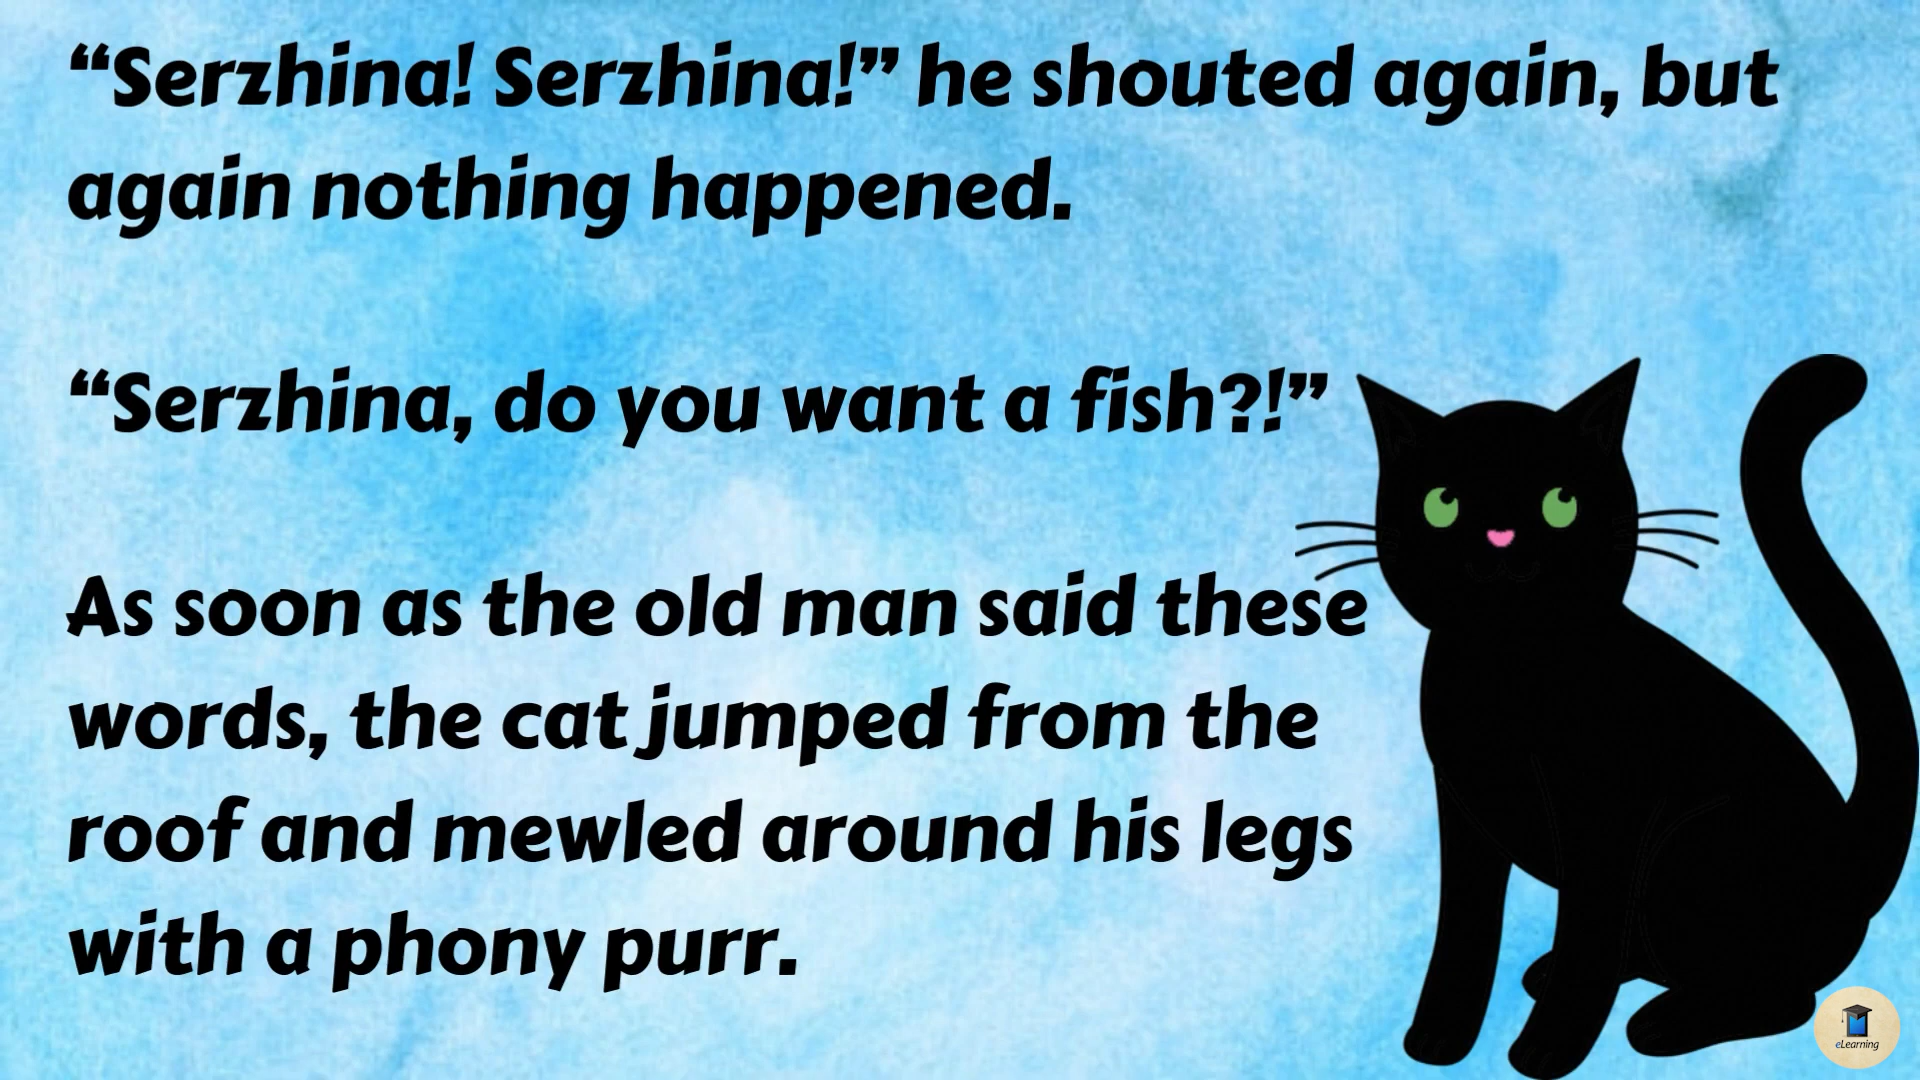 “Serzhina! Serzhina!” he shouted again, but
again nothing happened.
“Serzhina, do you want a fish?!”
As soon as the old man said these
words, the cat jumped from the
roof and mewled around his legs
with a phony purr.
eLearning